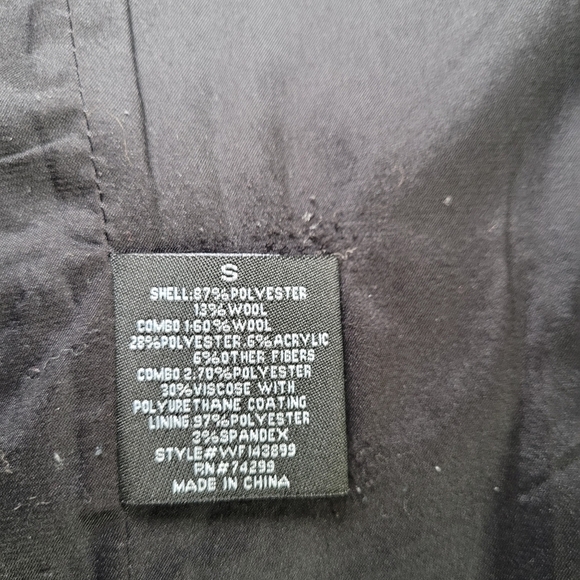 S
SHELL:87%POLYESTER
13%WOOL
COMBO 1:60%WOOL
28%POLYESTER.6%ACRYLIC
6%OTHER FIBERS
COMBO 2:70%POLYESTER
30%VISCOSE WITH
POLYURETHANE COATING
LINING:97%POLYESTER
3%SPANDEX
STYLE#WF143899
RN#74299
MADE IN CHINA